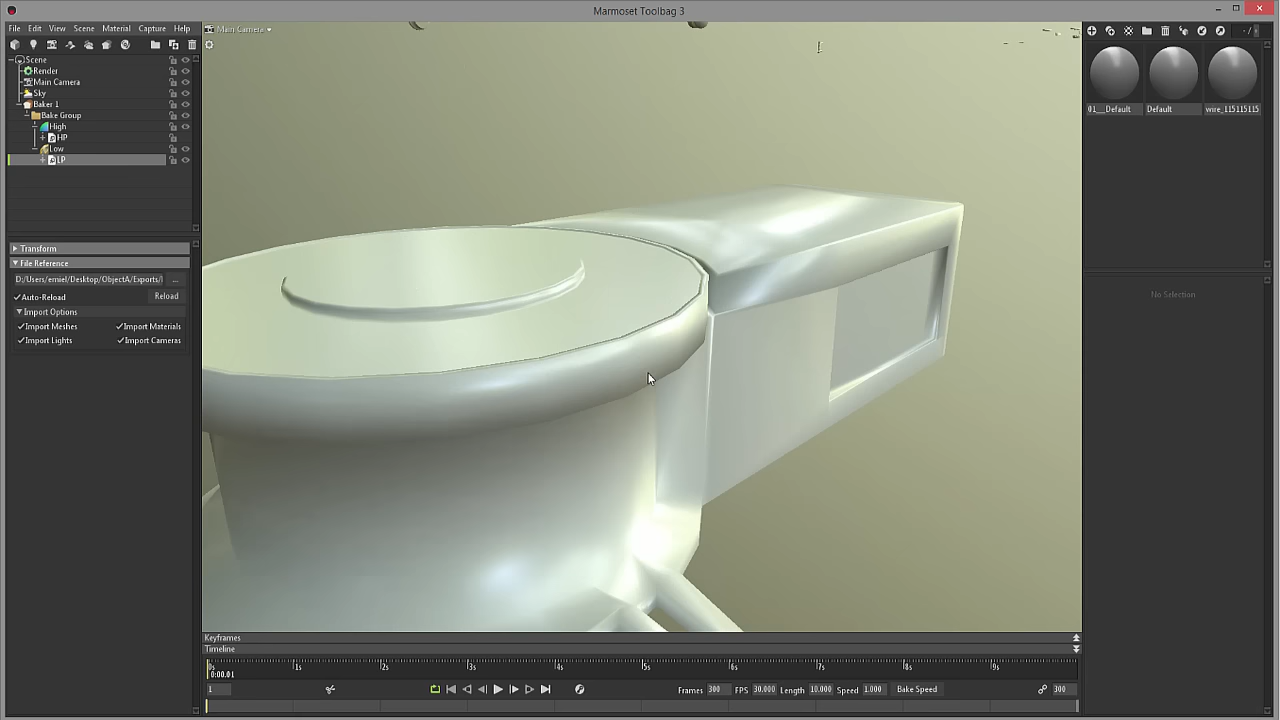 Marmoset Toolbag 3
File Edit View Scene Material Capture Help
Main Camera
Scene
Render
Main Camera
Sky
Baker 1
Bake Group
High
HP
Low
LP
01__Default Default wire_115115115
Transform
File Reference
D:/Users/emiel/Desktop/ObjectA/Exports/ ...
Auto-Reload Reload
Import Options
Import Meshes Import Materials
Import Lights Import Cameras
No Selection
Keyframes
Timeline
0s 1s 2s 3s 4s 5s 6s 7s 8s 9s
0:00.01
1 Frames 300 FPS 30.000 Length 10.000 Speed 1.000 Bake Speed 300